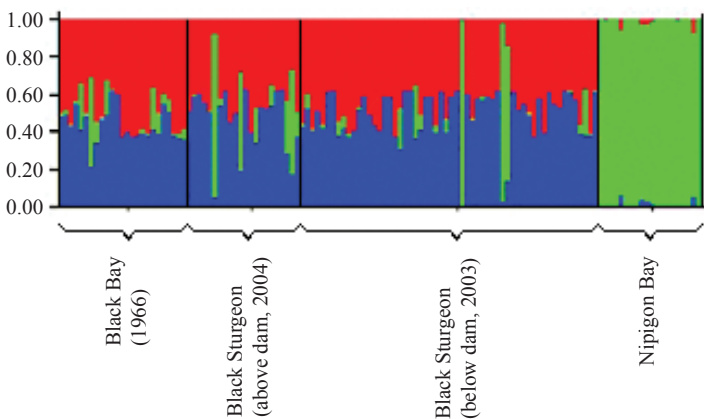 1.00
0.80
0.60
0.40
0.20
0.00
Black Bay
(1966)
Black Sturgeon
(above dam, 2004)
Black Sturgeon
(below dam, 2003)
Nipigon Bay